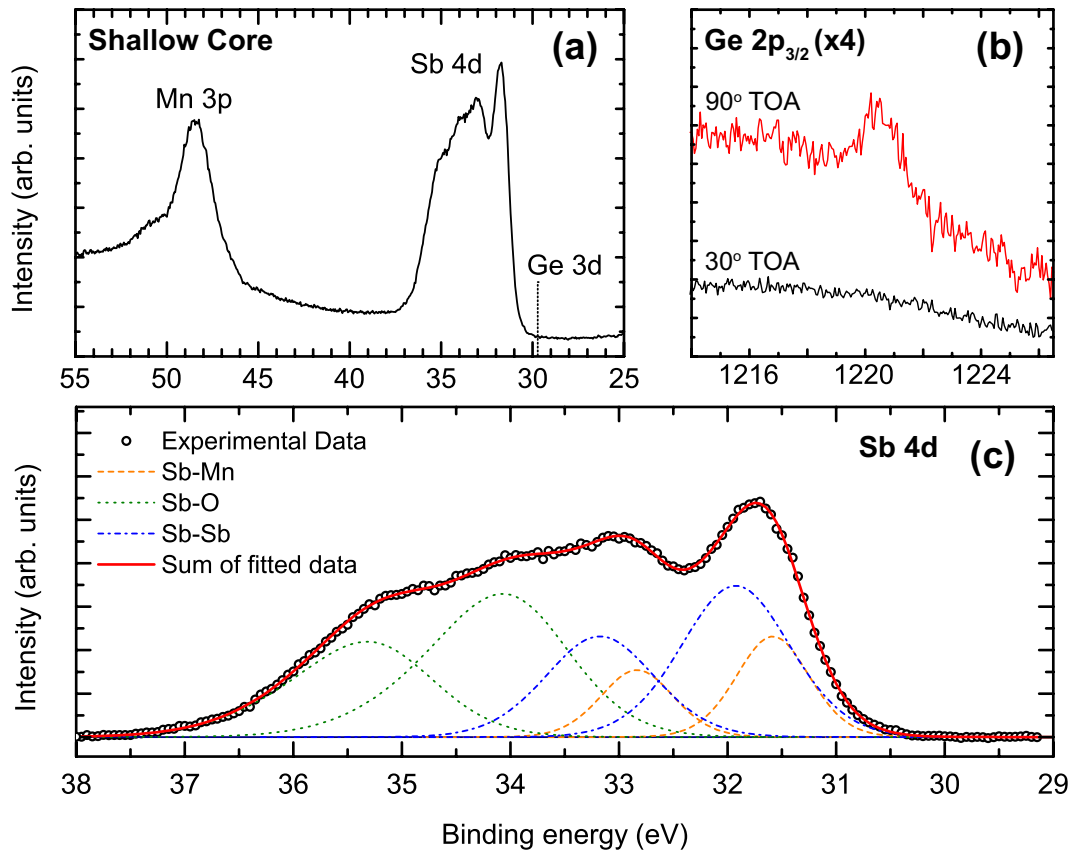 Shallow Core
(a)
Mn 3p
Sb 4d
Ge 3d
Intensity (arb. units)
55 50 45 40 35 30 25
Ge 2p3/2 (x4)
(b)
90o TOA
30o TOA
1216 1220 1224
Experimental Data
Sb-Mn
Sb-O
Sb-Sb
Sum of fitted data
Sb 4d
(c)
Intensity (arb. units)
38 37 36 35 34 33 32 31 30 29
Binding energy (eV)